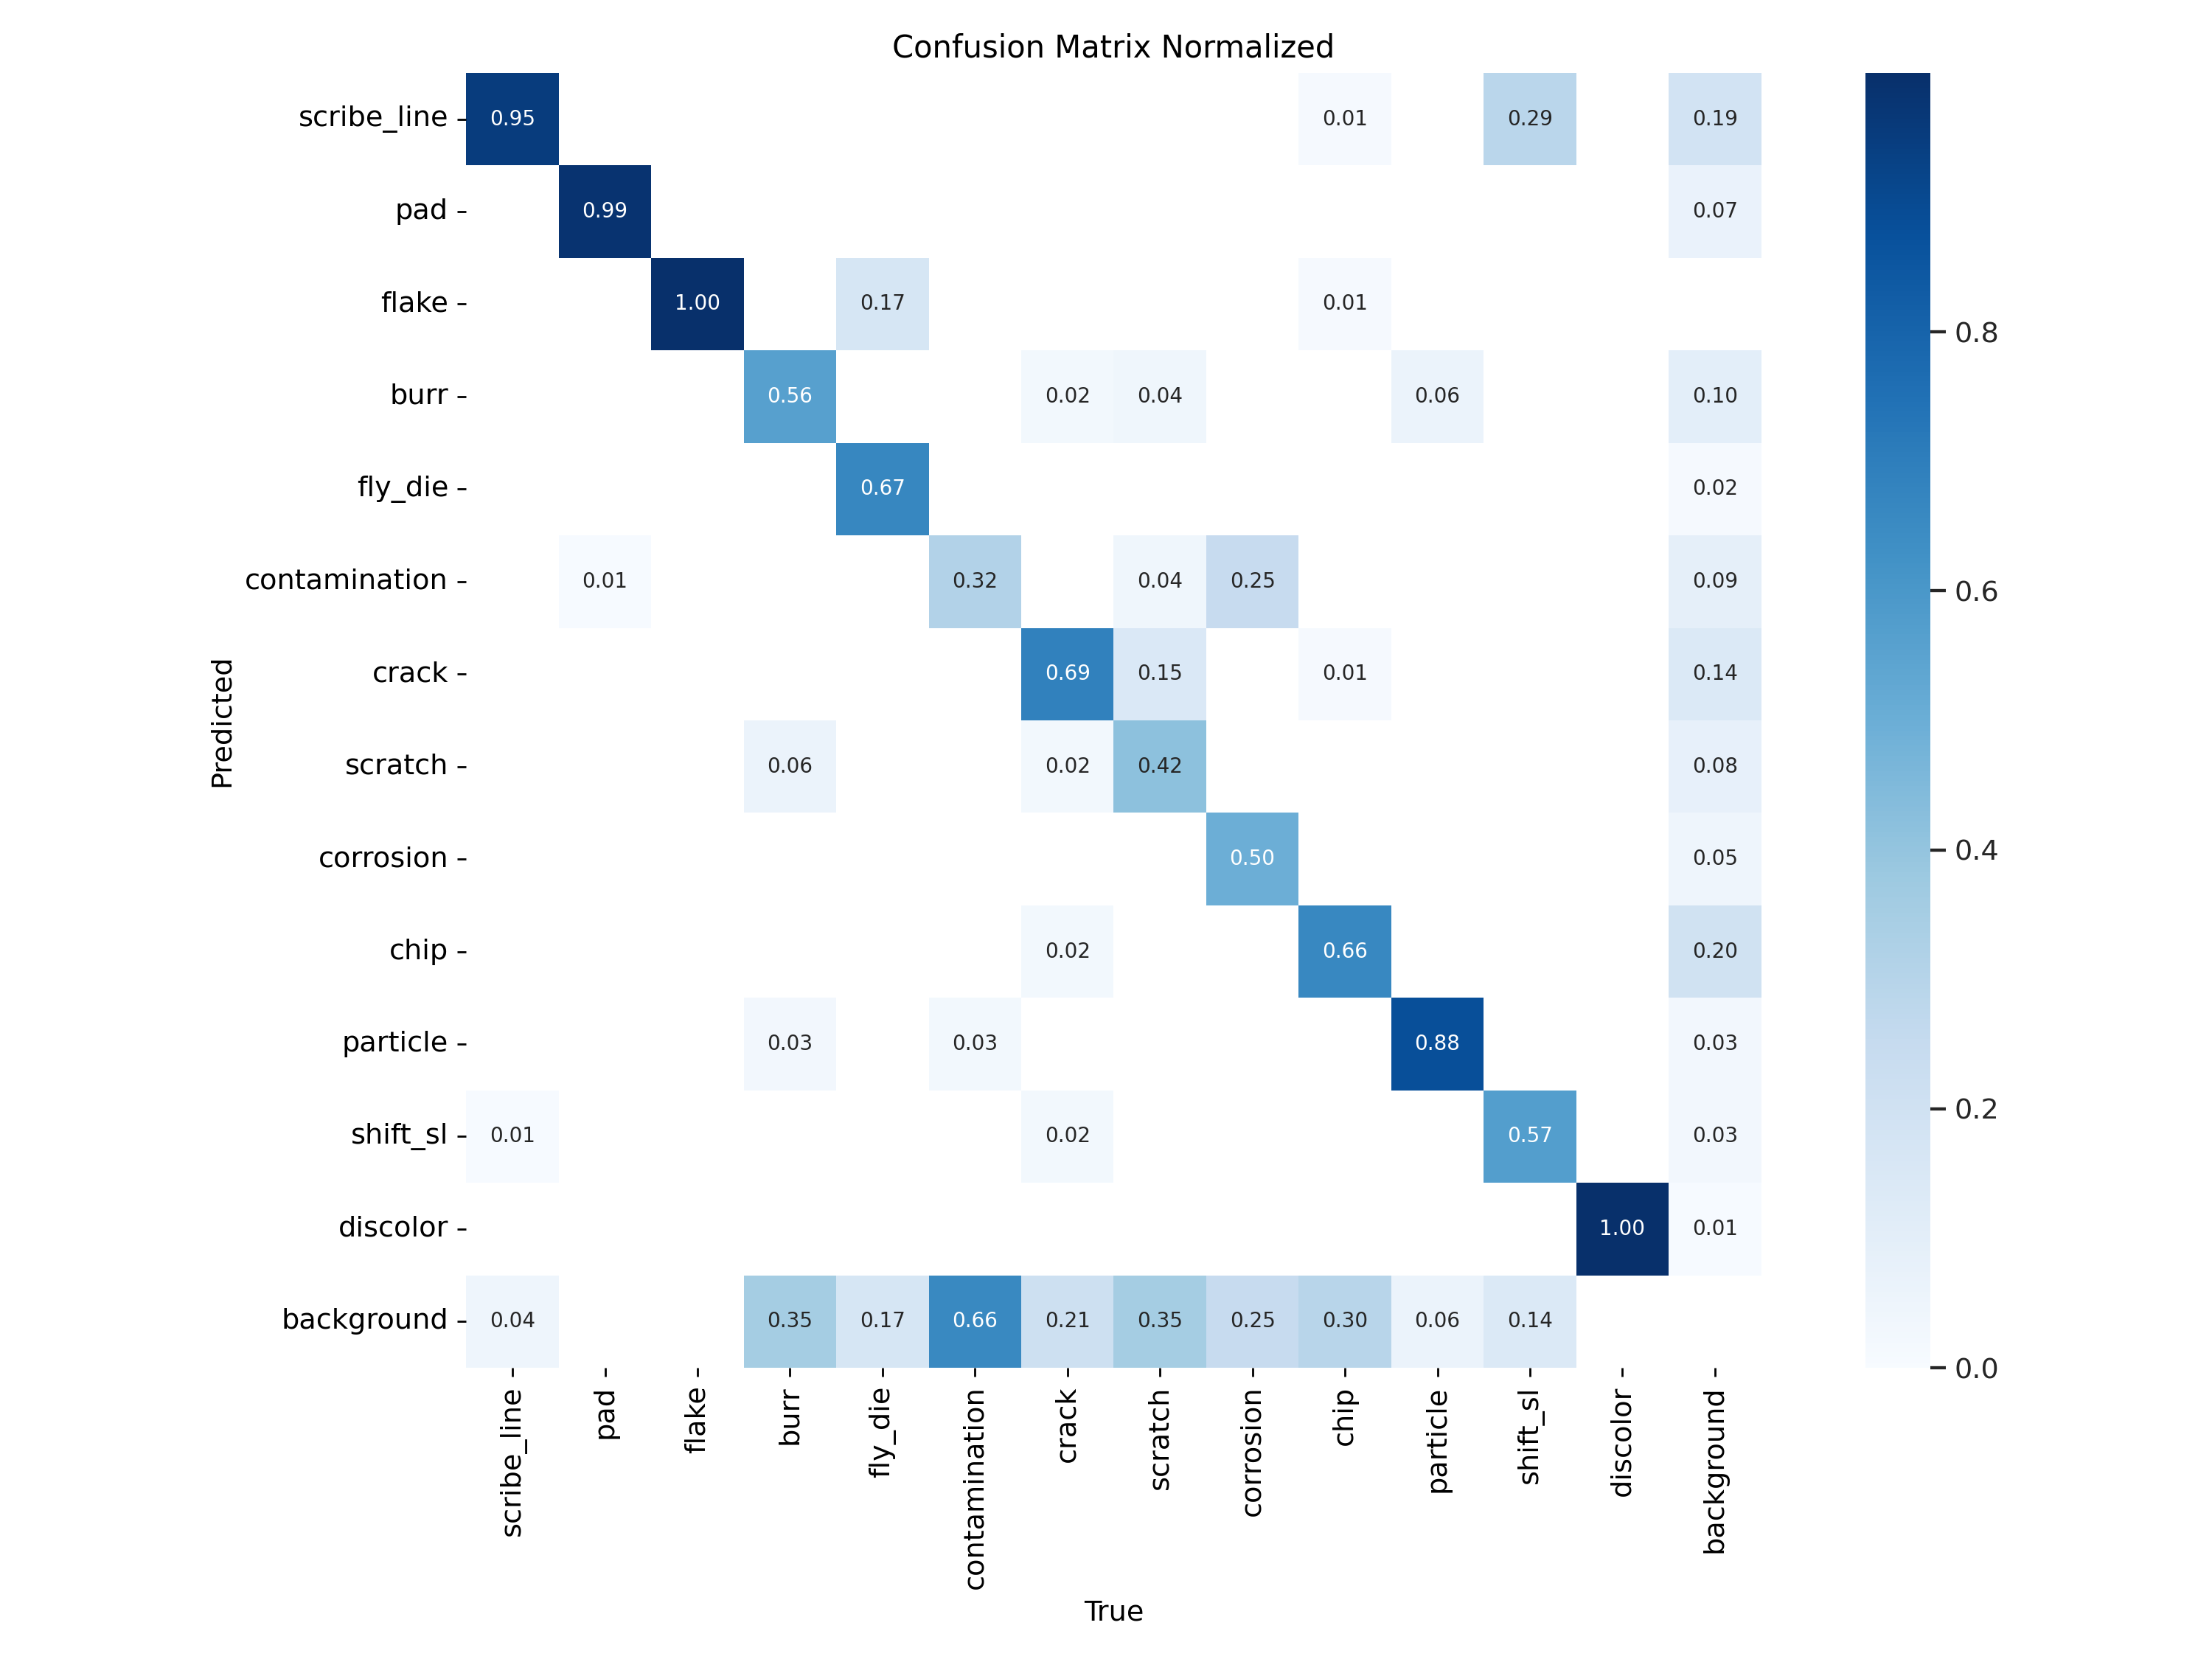 Confusion Matrix Normalized
scribe_line 0.95 0.01 0.29 0.19
pad 0.99 0.07
flake 1.00 0.17 0.01
burr 0.56 0.02 0.04 0.06 0.10
fly_die 0.67 0.02
contamination 0.01 0.32 0.04 0.25 0.09
crack 0.69 0.15 0.01 0.14
scratch 0.06 0.02 0.42 0.08
corrosion 0.50 0.05
chip 0.02 0.66 0.20
particle 0.03 0.03 0.88 0.03
shift_sl 0.01 0.02 0.57 0.03
discolor 1.00 0.01
background 0.04 0.35 0.17 0.66 0.21 0.35 0.25 0.30 0.06 0.14
Predicted
scribe_line
pad
flake
burr
fly_die
contamination
crack
scratch
corrosion
chip
particle
shift_sl
discolor
background
True
0.8
0.6
0.4
0.2
0.0